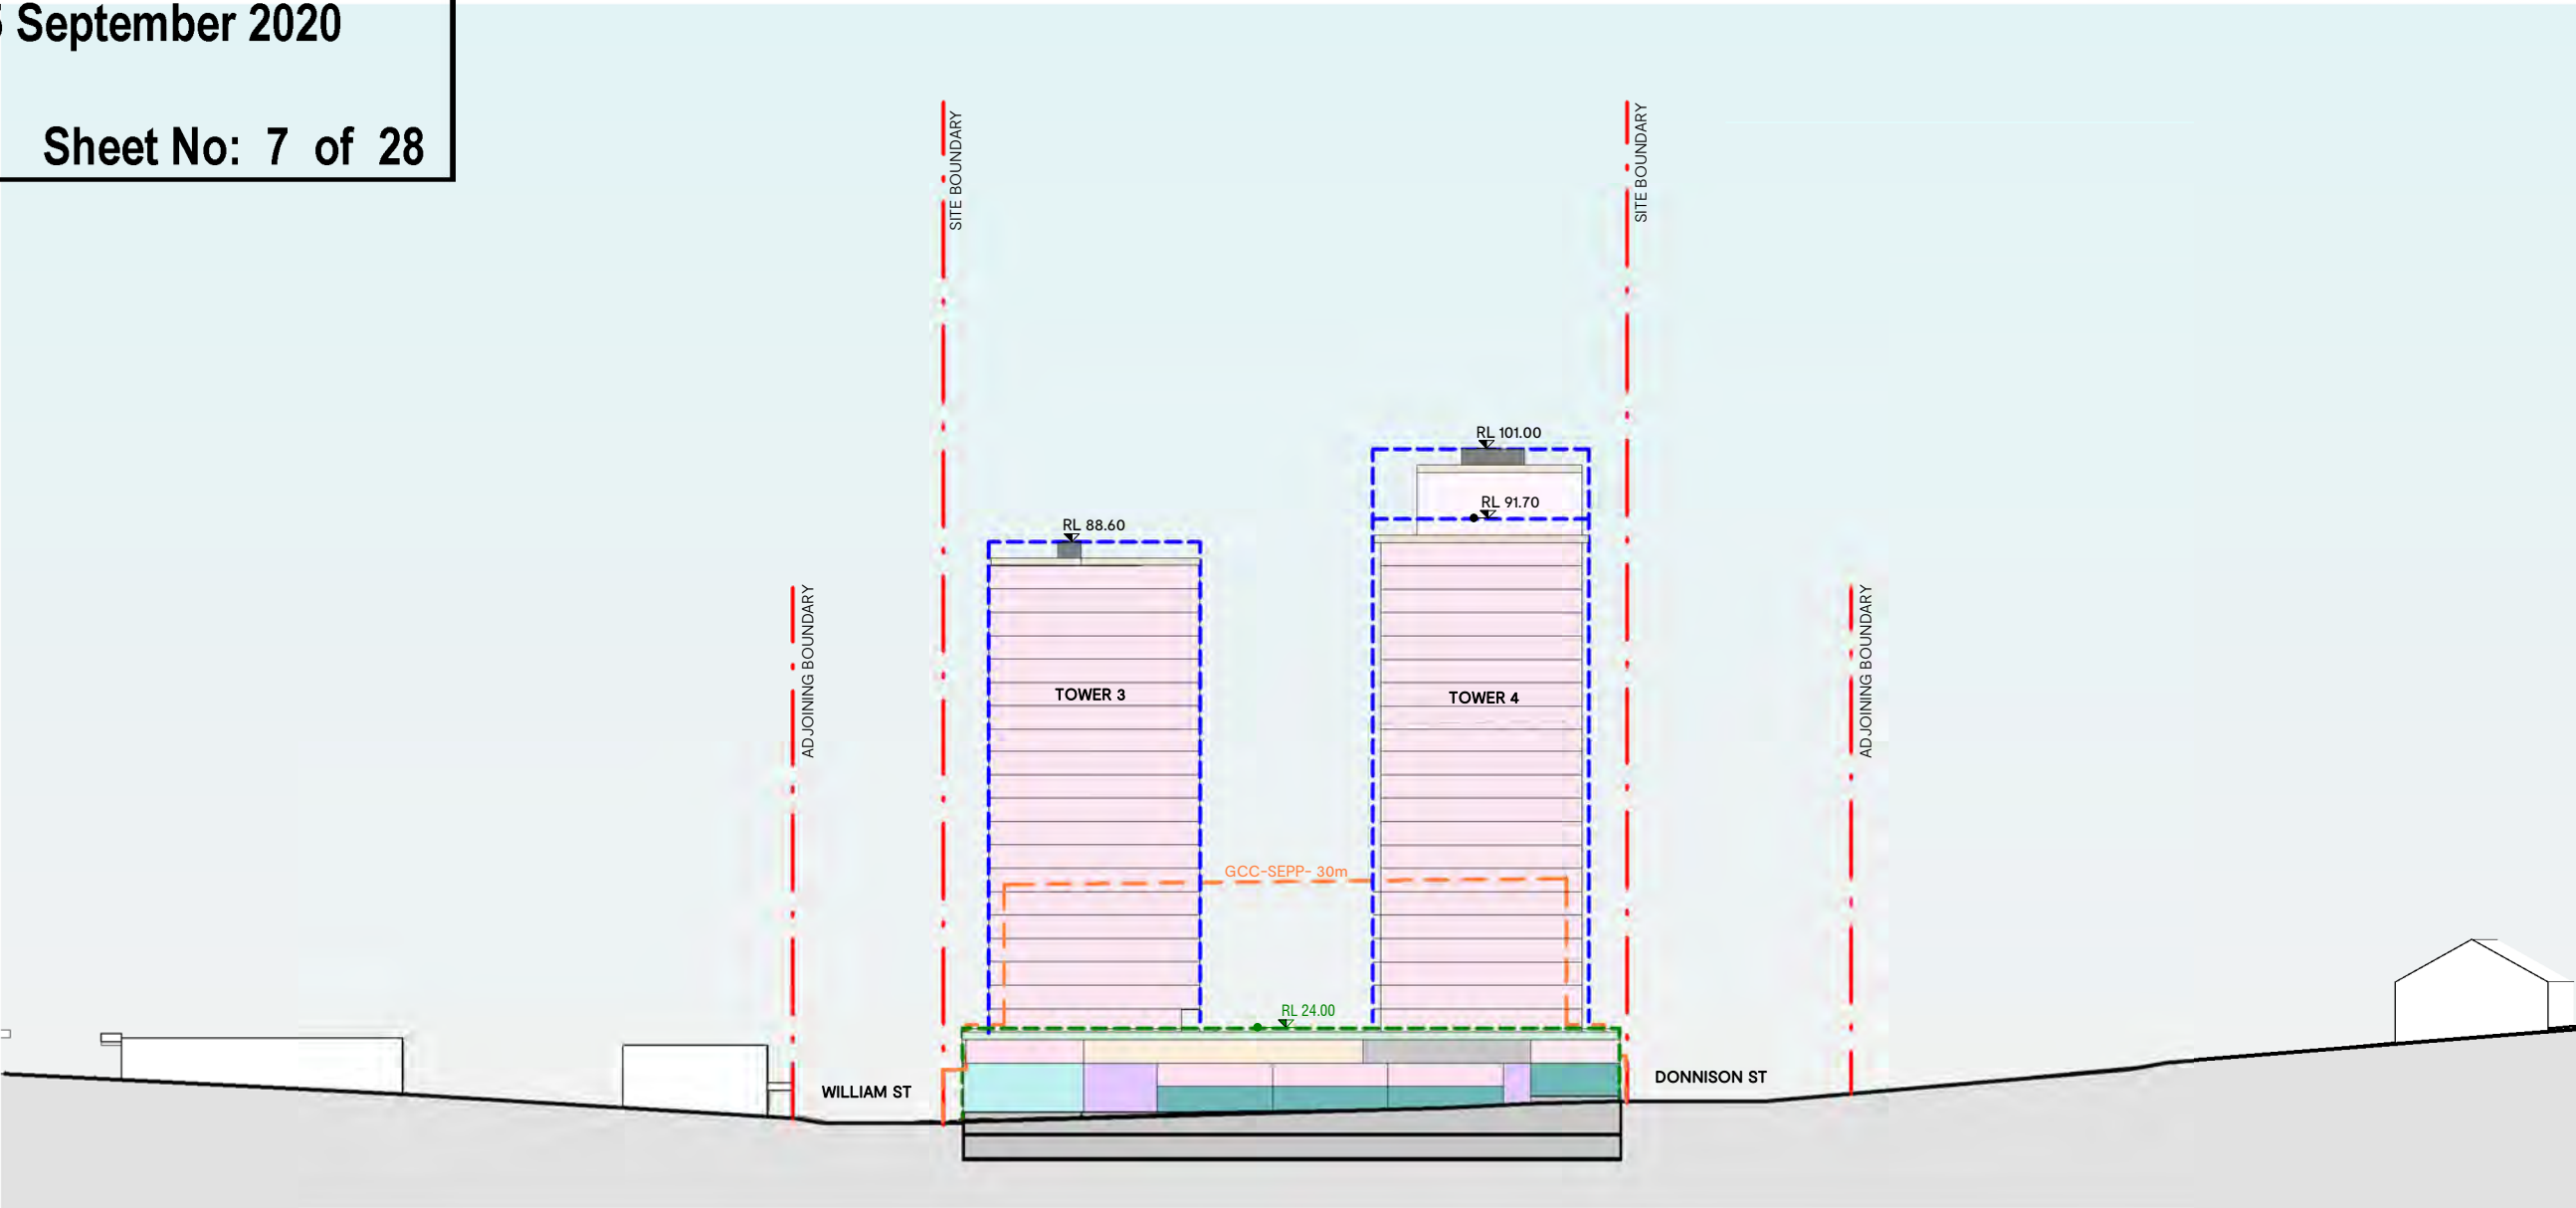 September 2020
Sheet No: 7 of 28
SITE BOUNDARY
SITE BOUNDARY
RL 101.00
RL 91.70
RL 88.60
ADJOINING BOUNDARY
ADJOINING BOUNDARY
TOWER 3
TOWER 4
GCC-SEPP- 30m
RL 24.00
WILLIAM ST
DONNISON ST